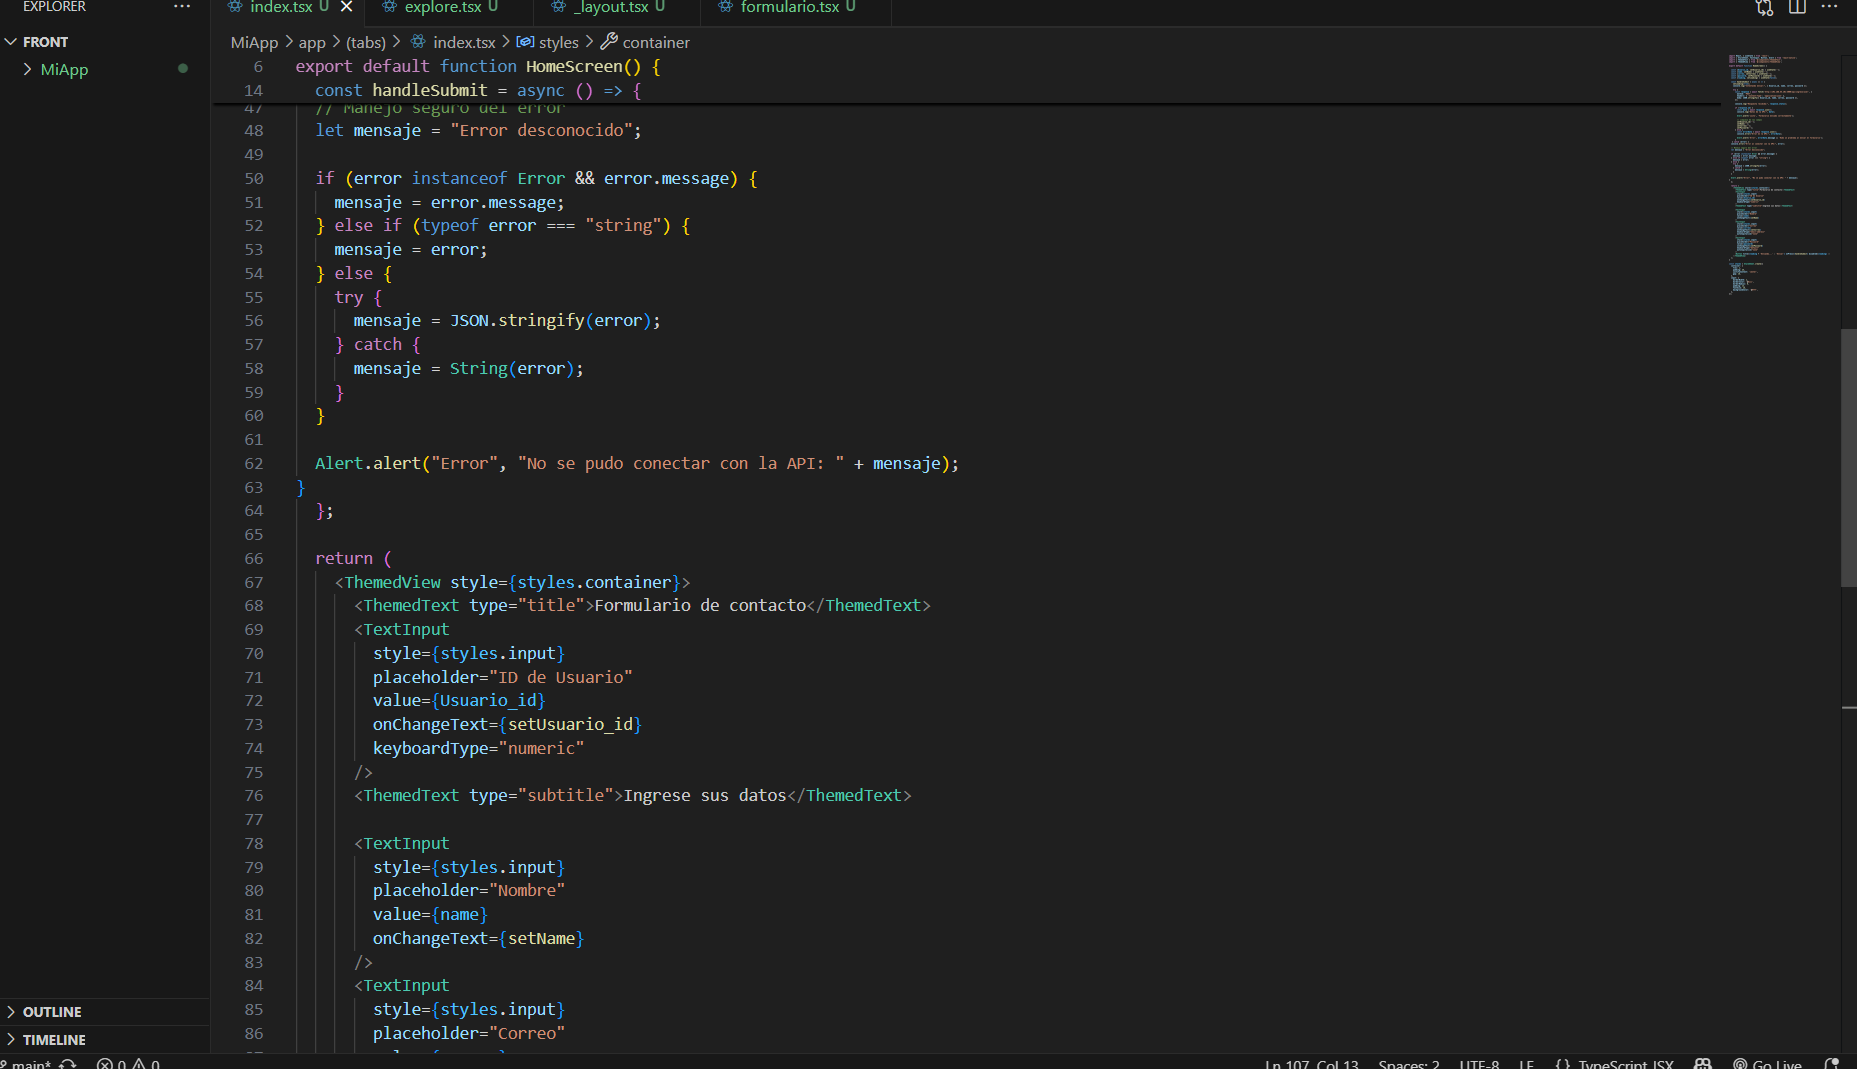 EXPLORER
···
index.tsx U
explore.tsx U
_layout.tsx U
formulario.tsx U
FRONT
MiApp
MiApp > app > (tabs) > index.tsx > styles > container
6 export default function HomeScreen() {
14 const handleSubmit = async () => {
47 // Manejo seguro del error
48 let mensaje = "Error desconocido";
49
50 if (error instanceof Error && error.message) {
51 mensaje = error.message;
52 } else if (typeof error === "string") {
53 mensaje = error;
54 } else {
55 try {
56 mensaje = JSON.stringify(error);
57 } catch {
58 mensaje = String(error);
59 }
60 }
61
62 Alert.alert("Error", "No se pudo conectar con la API: " + mensaje);
63 }
64 };
65
66 return (
67 <ThemedView style={styles.container}>
68 <ThemedText type="title">Formulario de contacto</ThemedText>
69 <TextInput
70 style={styles.input}
71 placeholder="ID de Usuario"
72 value={Usuario_id}
73 onChangeText={setUsuario_id}
74 keyboardType="numeric"
75 />
76 <ThemedText type="subtitle">Ingrese sus datos</ThemedText>
77
78 <TextInput
79 style={styles.input}
80 placeholder="Nombre"
81 value={name}
82 onChangeText={setName}
83 />
84 <TextInput
85 style={styles.input}
86 placeholder="Correo"
OUTLINE
TIMELINE
main* 0 0
Ln 107, Col 13 Spaces: 2 UTF-8 LF {} TypeScript JSX Go Live